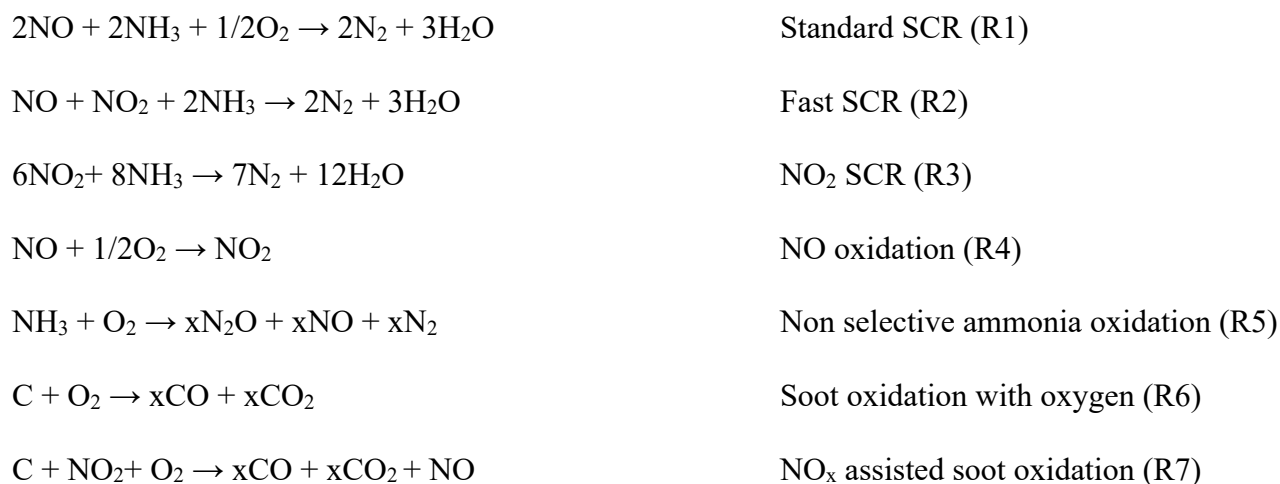 2NO + 2NH₃ + 1/2O₂ → 2N₂ + 3H₂O Standard SCR (R1)
NO + NO₂ + 2NH₃ → 2N₂ + 3H₂O Fast SCR (R2)
6NO₂+ 8NH₃ → 7N₂ + 12H₂O NO₂ SCR (R3)
NO + 1/2O₂ → NO₂ NO oxidation (R4)
NH₃ + O₂ → xN₂O + xNO + xN₂ Non selective ammonia oxidation (R5)
C + O₂ → xCO + xCO₂ Soot oxidation with oxygen (R6)
C + NO₂+ O₂ → xCO + xCO₂ + NO NOₓ assisted soot oxidation (R7)